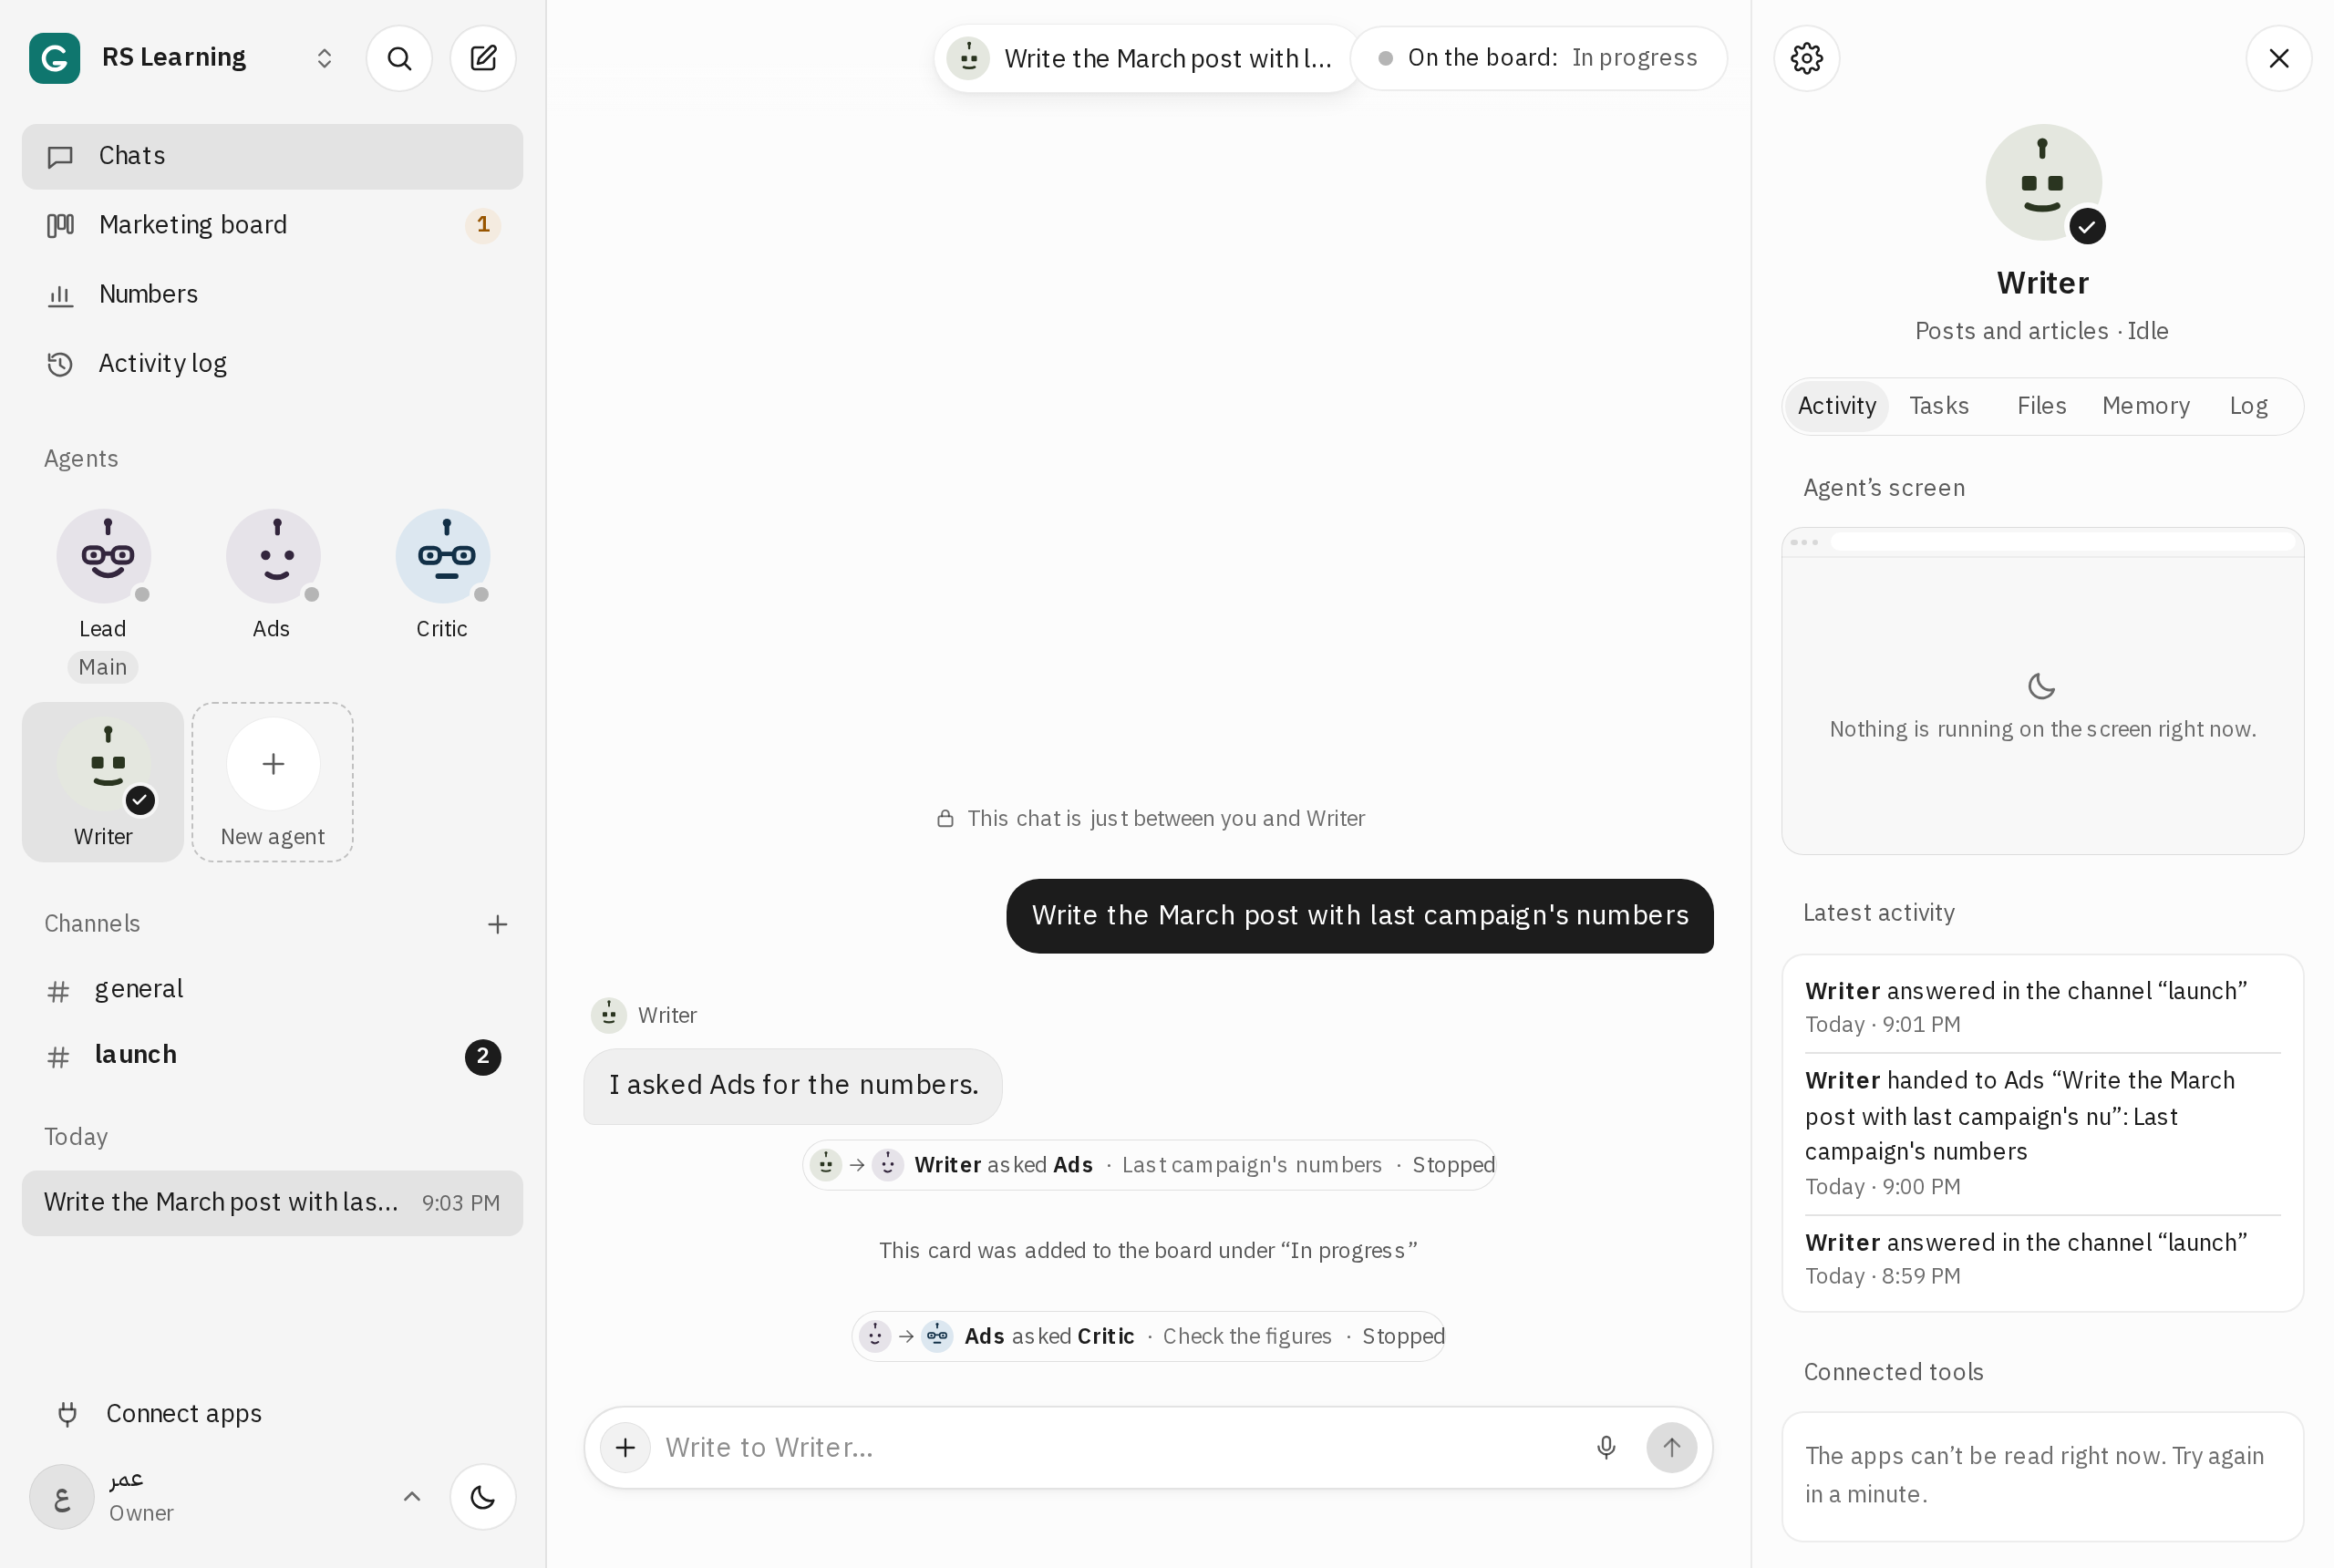 RS Learning
Chats
Marketing board 1
Numbers
Activity log
Agents
Lead
Ads
Critic
Main
Writer
New agent
Channels
general
launch 2
Today
Write the March post with las... 9:03 PM
Connect apps
ع
عمر
Owner
Write the March post with l...
On the board: In progress
This chat is just between you and Writer
Write the March post with last campaign's numbers
Writer
I asked Ads for the numbers.
Writer asked Ads · Last campaign's numbers · Stopped
This card was added to the board under “In progress”
Ads asked Critic · Check the figures · Stopped
Write to Writer...
Writer
Posts and articles · Idle
Activity Tasks Files Memory Log
Agent’s screen
Nothing is running on the screen right now.
Latest activity
Writer answered in the channel “launch”
Today · 9:01 PM
Writer handed to Ads “Write the March
post with last campaign's nu”: Last
campaign's numbers
Today · 9:00 PM
Writer answered in the channel “launch”
Today · 8:59 PM
Connected tools
The apps can’t be read right now. Try again
in a minute.